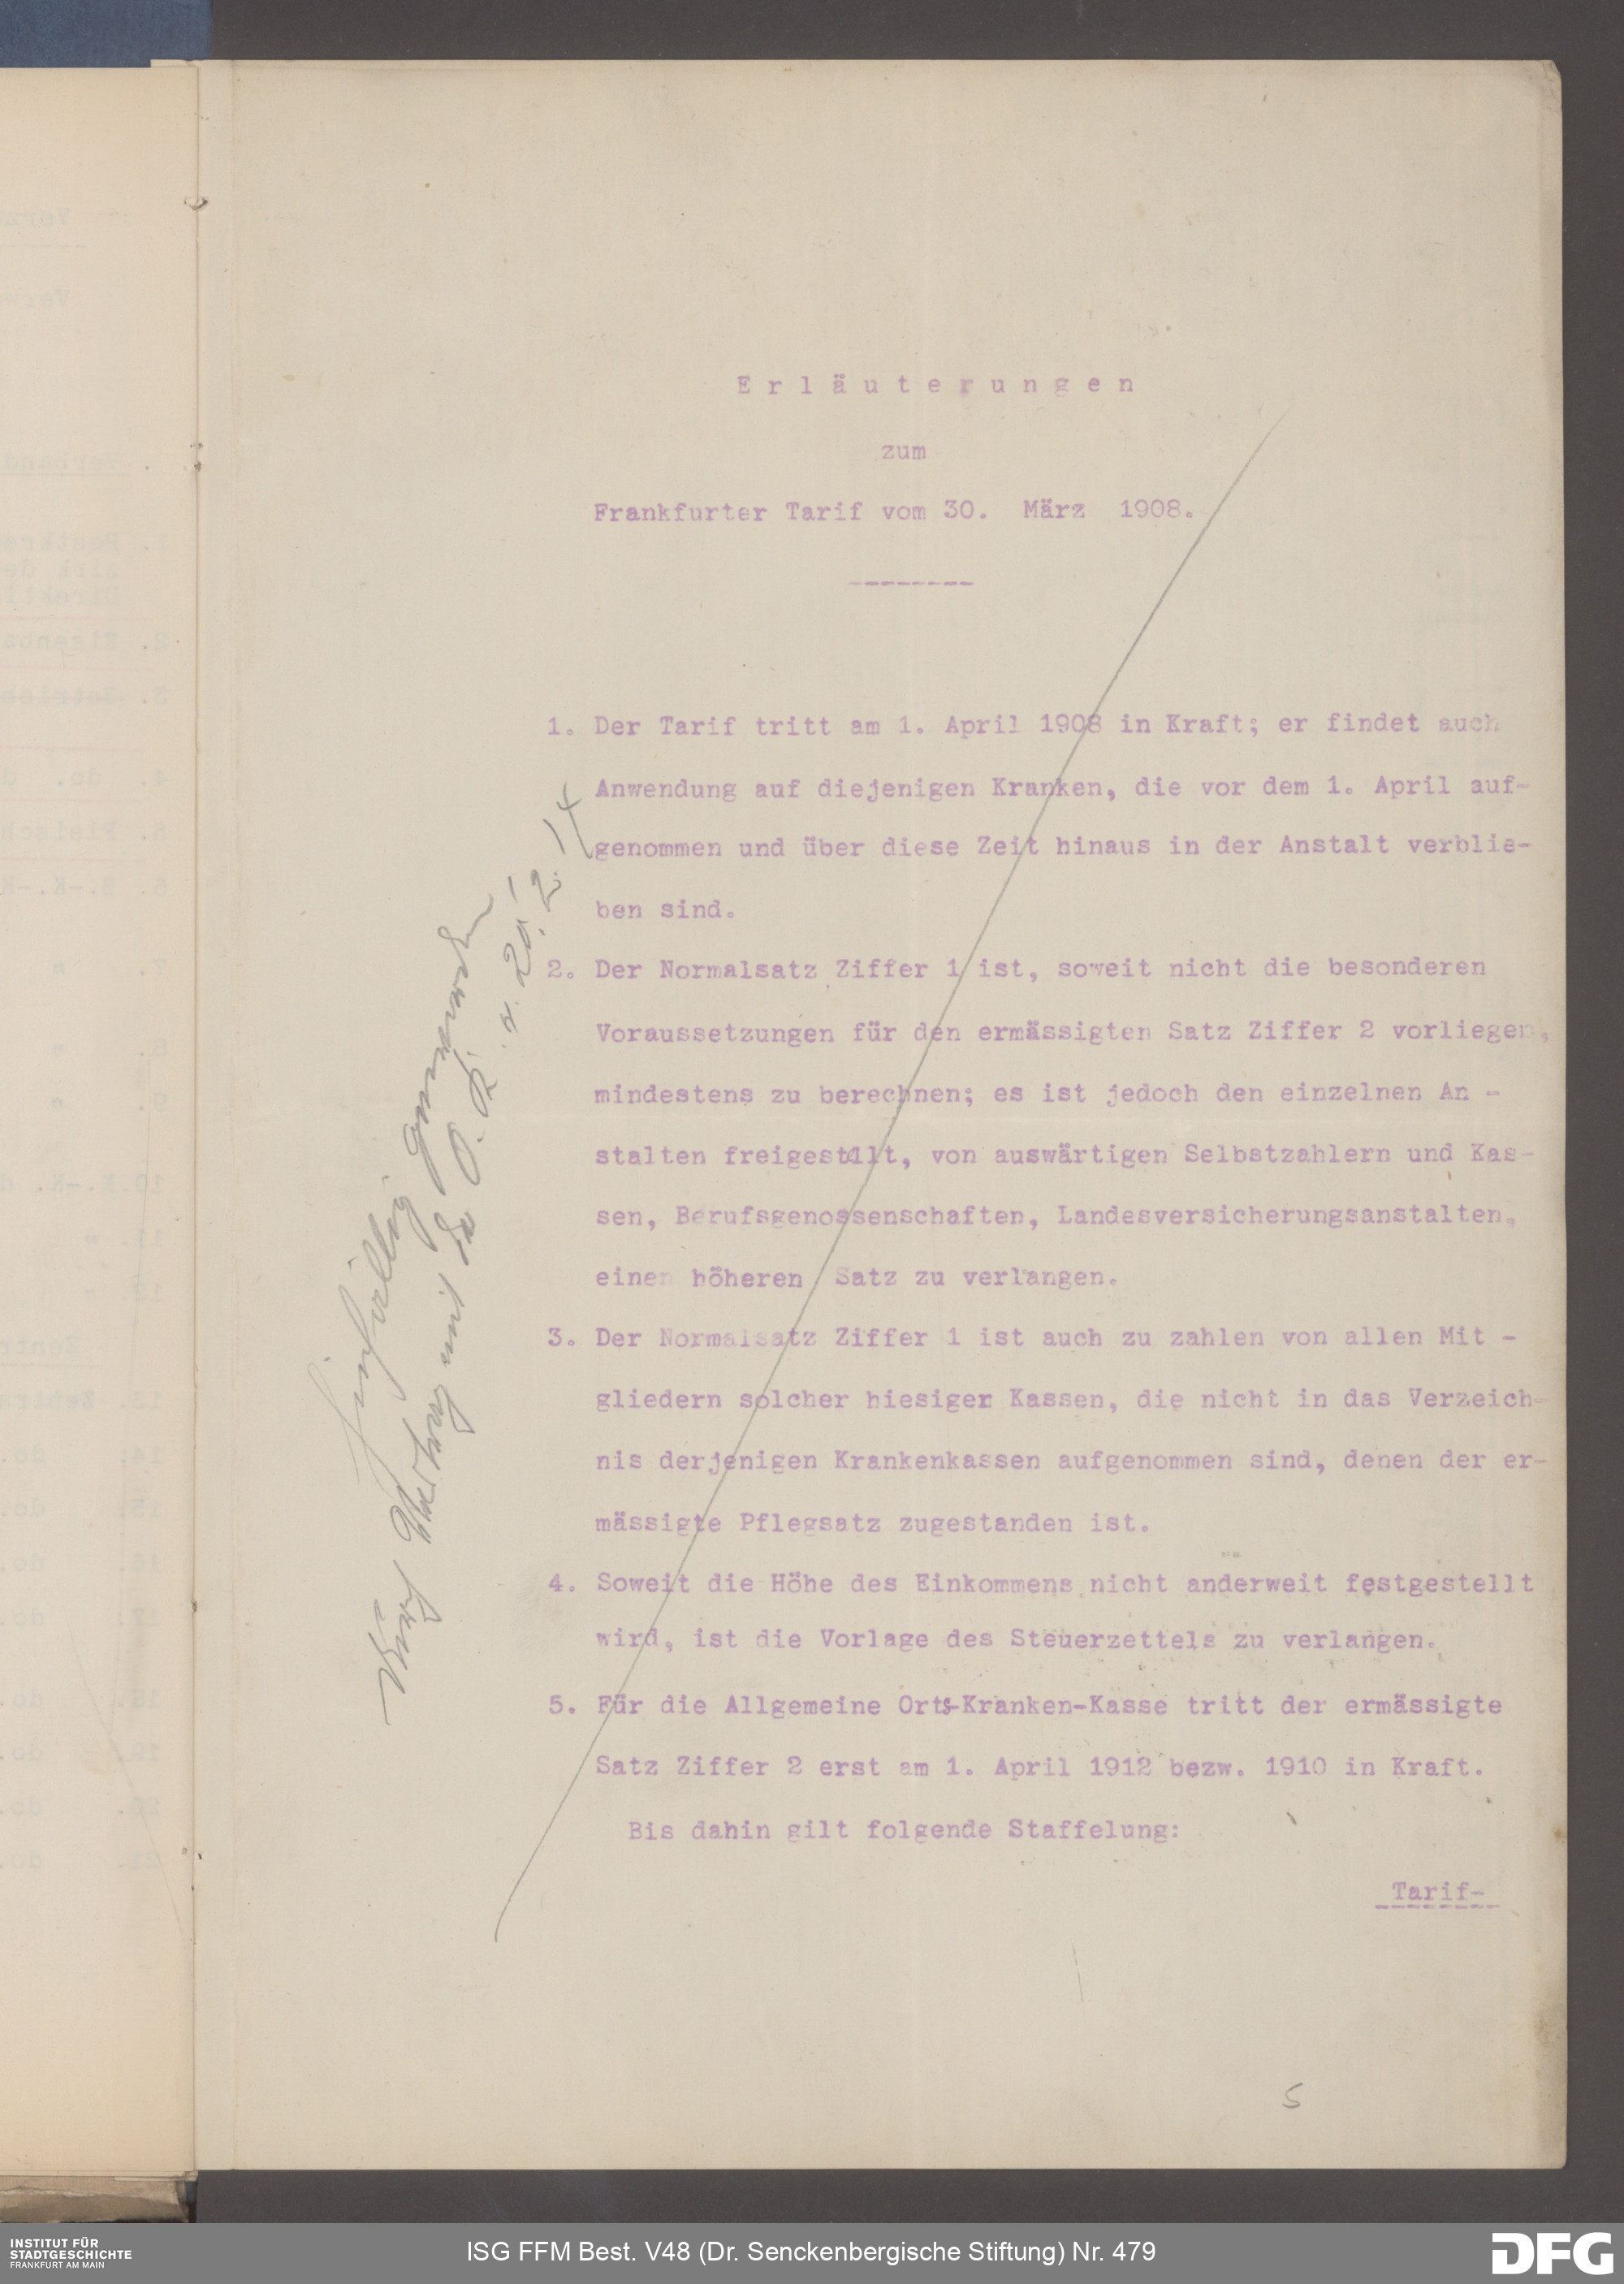 Erläuterungen
zum
Frankfurter Tarif vom 30. März 1908.
1. Der Tarif tritt am 1. April 1908 in Kraft; er findet auch
Anwendung auf diejenigen Kranken, die vor dem 1. April auf-
genommen und über diese Zeit hinaus in der Anstalt verblie-
ben sind.
2. Der Normalsatz Ziffer 1 ist, soweit nicht die besonderen
Voraussetzungen für den ermässigten Satz Ziffer 2 vorliegen,
mindestens zu berechnen; es ist jedoch den einzelnen An -
stalten freigestellt, von auswärtigen Selbstzahlern und Kas-
sen, Berufsgenossenschaften, Landesversicherungsanstalten,
einen höheren Satz zu verlangen.
3. Der Normalsatz Ziffer 1 ist auch zu zahlen von allen Mit -
gliedern solcher hiesiger Kassen, die nicht in das Verzeich-
nis derjenigen Krankenkassen aufgenommen sind, denen der er-
mässigte Pflegsatz zugestanden ist.
4. Soweit die Höhe des Einkommens nicht anderweit festgestellt
wird, ist die Vorlage des Steuerzettels zu verlangen.
5. Für die Allgemeine Orts-Kranken-Kasse tritt der ermässigte
Satz Ziffer 2 erst am 1. April 1912 bezw. 1910 in Kraft.
Bis dahin gilt folgende Staffelung:
Tarif-
5
20. 2. 14
INSTITUT FÜR
STADTGESCHICHTE
FRANKFURT AM MAIN
ISG FFM Best. V48 (Dr. Senckenbergische Stiftung) Nr. 479
DFG